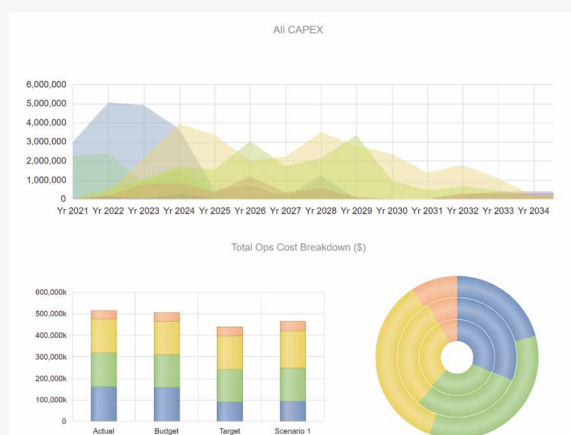 All CAPEX
6,000,000
5,000,000
4,000,000
3,000,000
2,000,000
1,000,000
0
Yr 2021 Yr 2022 Yr 2023 Yr 2024 Yr 2025 Yr 2026 Yr 2027 Yr 2028 Yr 2029 Yr 2030 Yr 2031 Yr 2032 Yr 2033 Yr 2034
Total Ops Cost Breakdown ($)
600,000k
500,000k
400,000k
300,000k
200,000k
100,000k
0
Actual Budget Target Scenario 1